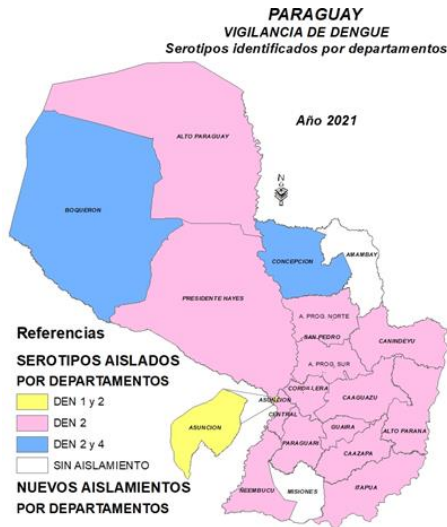 PARAGUAY
VIGILANCIA DE DENGUE
Serotipos identificados por departamentos
Año 2021
ALTO PARAGUAY
N
BOQUERON
CONCEPCION
AMAMBAY
PRESIDENTE HAYES
A. PROG. NORTE
SAN PEDRO
CANINDEYU
A. PROG. SUR
Referencias
SEROTIPOS AISLADOS
POR DEPARTAMENTOS
DEN 1 y 2
DEN 2
DEN 2 y 4
SIN AISLAMIENTO
NUEVOS AISLAMIENTOS
POR DEPARTAMENTOS
CORDILLERA
ASUNCION
CAAGUAZU
CENTRAL
ASUNCION
GUAIRA
ALTO PARANA
PARAGUARI
CAAZAPA
ÑEEMBUCU
MISIONES
ITAPUA